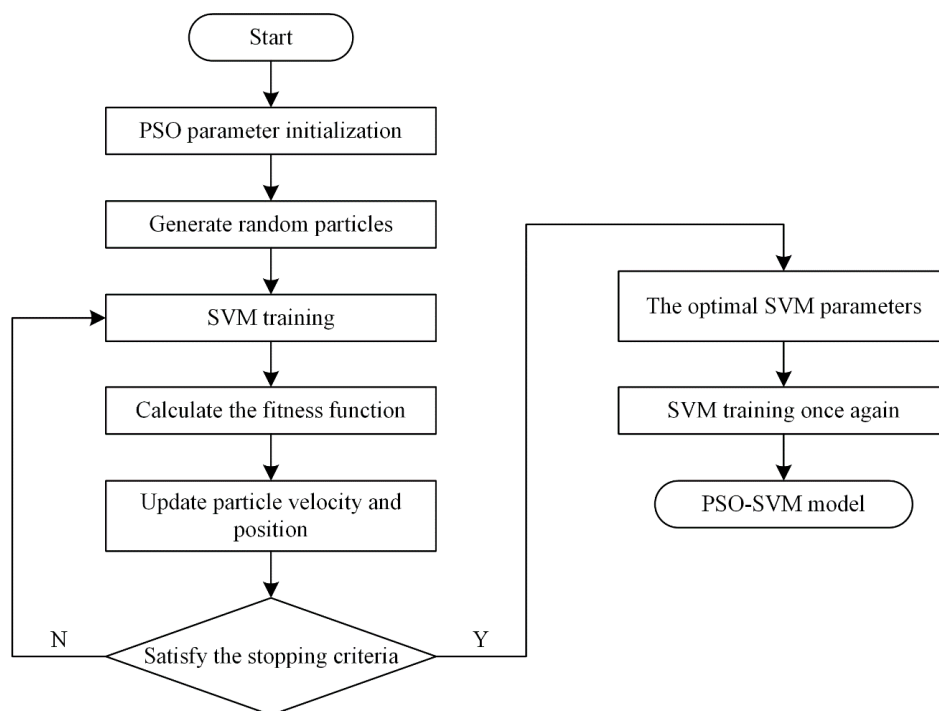 Start
PSO parameter initialization
Generate random particles
SVM training
Calculate the fitness function
Update particle velocity and
position
N
Satisfy the stopping criteria
Y
The optimal SVM parameters
SVM training once again
PSO-SVM model